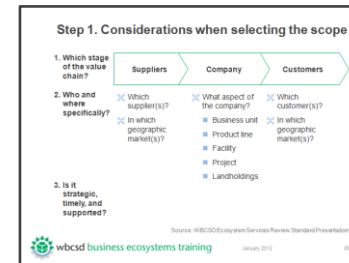 Step 1. Considerations when selecting the scope
1. Which stage
of the value
chain?
Suppliers
Company
Customers
2. Who and
where
specifically?
Which
supplier(s)?
In which
geographic
market(s)?
What aspect of
the company?
Business unit
Product line
Facility
Project
Landholdings
Which
customer(s)?
In which
geographic
market(s)?
3. Is it
strategic,
timely, and
supported?
Source: WBCSD Ecosystem Services Review Standard Presentation
wbcsd business ecosystems training
January 2012